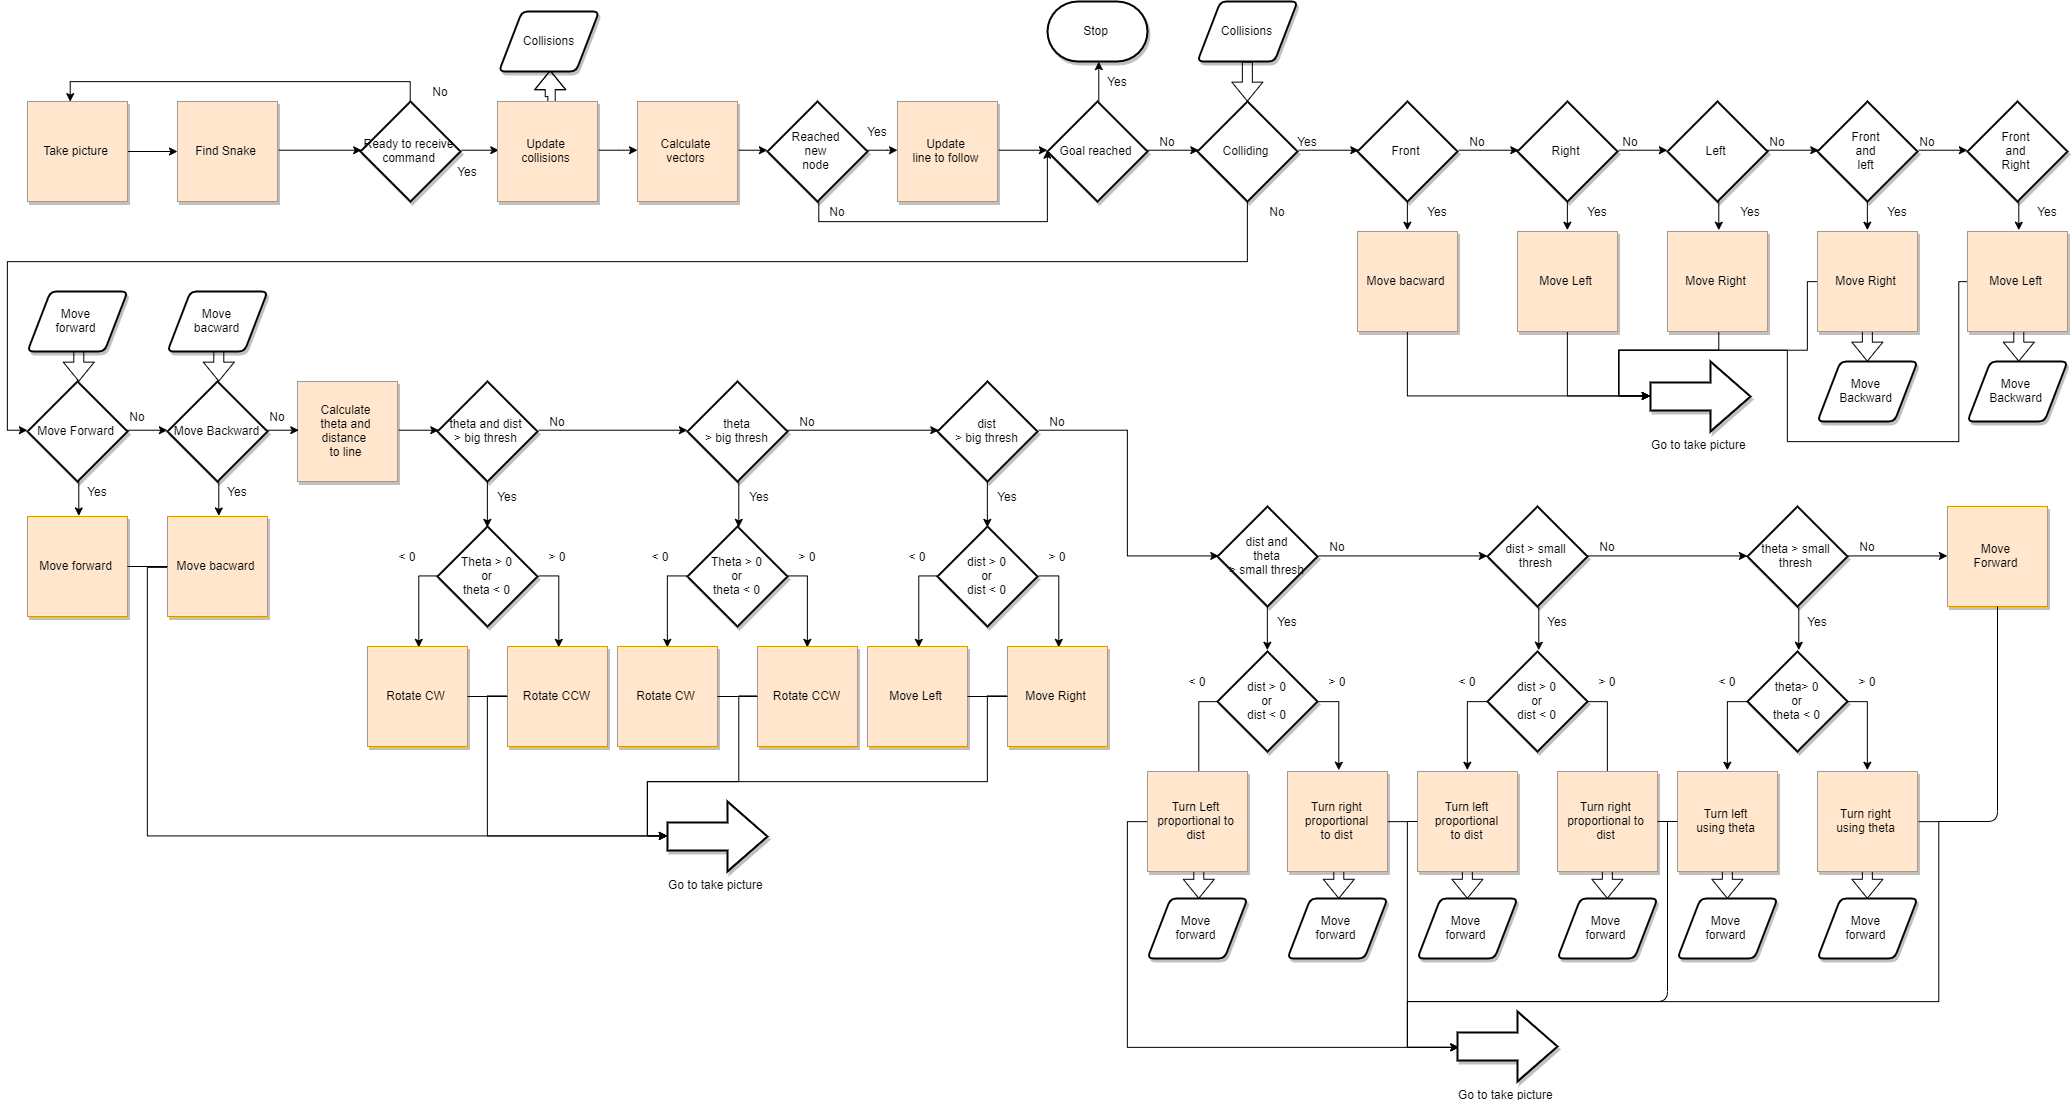 Collisions
Stop
Collisions
No
Yes
Take picture
Find Snake
Ready to receive
command
Yes
Update
collisions
Calculate
vectors
Reached
new
node
Yes
No
Update
line to follow
Goal reached
No
Colliding
Yes
No
Front
No
Right
No
Left
No
Front
and
left
No
Front
and
Right
Yes
Yes
Yes
Yes
Yes
Move bacward
Move Left
Move Right
Move Right
Move Left
Move
Backward
Move
Backward
Go to take picture
Move
forward
Move
bacward
Move Forward
No
Move Backward
No
Calculate
theta and
distance
to line
theta and dist
> big thresh
No
theta
> big thresh
No
dist
> big thresh
No
Yes
Yes
Yes
Yes
Yes
Move forward
Move bacward
< 0
Theta > 0
or
theta < 0
> 0
< 0
Theta > 0
or
theta < 0
> 0
< 0
dist > 0
or
dist < 0
> 0
Rotate CW
Rotate CCW
Rotate CW
Rotate CCW
Move Left
Move Right
Go to take picture
dist and
theta
> small thresh
No
dist > small
thresh
No
theta > small
thresh
No
Move
Forward
Yes
Yes
Yes
< 0
dist > 0
or
dist < 0
> 0
< 0
dist > 0
or
dist < 0
> 0
< 0
theta> 0
or
theta < 0
> 0
Turn Left
proportional to
dist
Turn right
proportional
to dist
Turn left
proportional
to dist
Turn right
proportional to
dist
Turn left
using theta
Turn right
using theta
Move
forward
Move
forward
Move
forward
Move
forward
Move
forward
Move
forward
Go to take picture